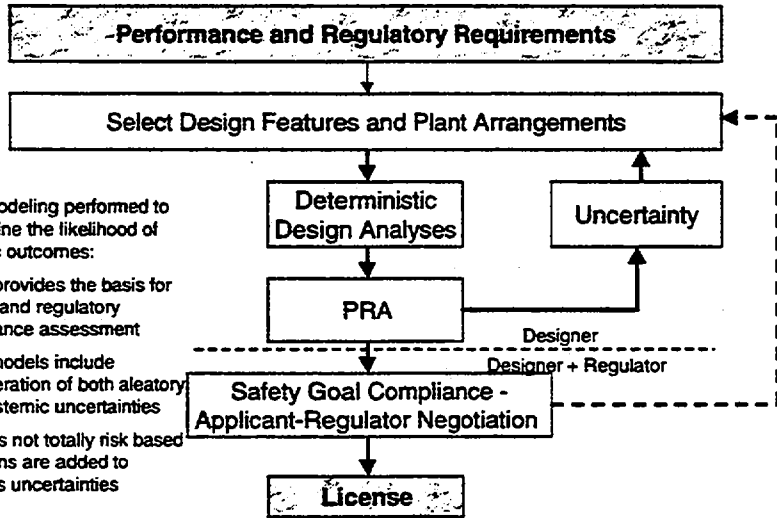 Performance and Regulatory Requirements
Select Design Features and Plant Arrangements
Deterministic
Design Analyses
Uncertainty
PRA
Designer
Designer + Regulator
Safety Goal Compliance -
Applicant-Regulator Negotiation
License
odeling performed to
ne the likelihood of
outcomes:
provides the basis for
and regulatory
ance assessment
models include
eration of both aleatory
stemic uncertainties
s not totally risk based
ns are added to
s uncertainties